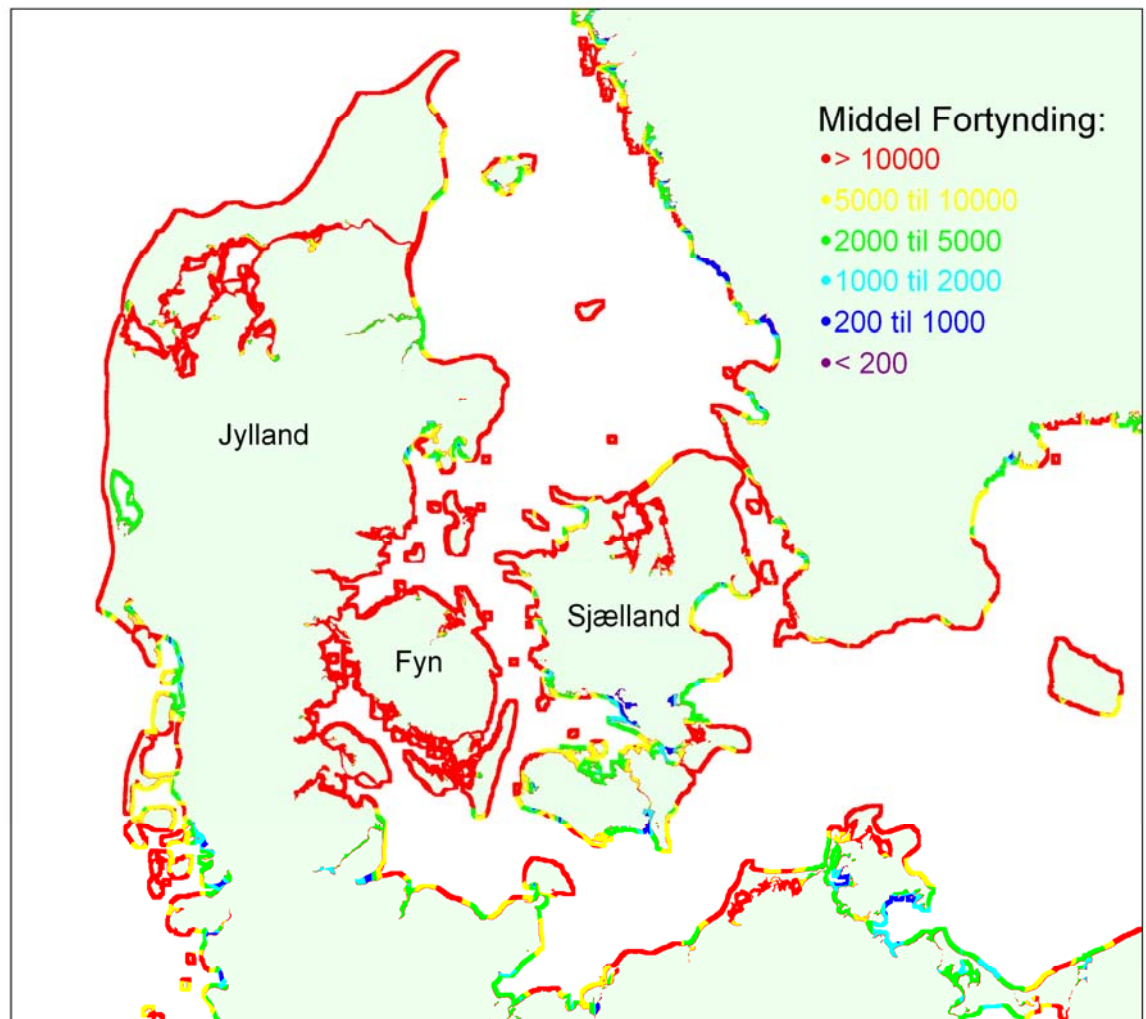 Middel Fortynding:
•> 10000
•5000 til 10000
•2000 til 5000
•1000 til 2000
•200 til 1000
•< 200
Jylland
Sjælland
Fyn